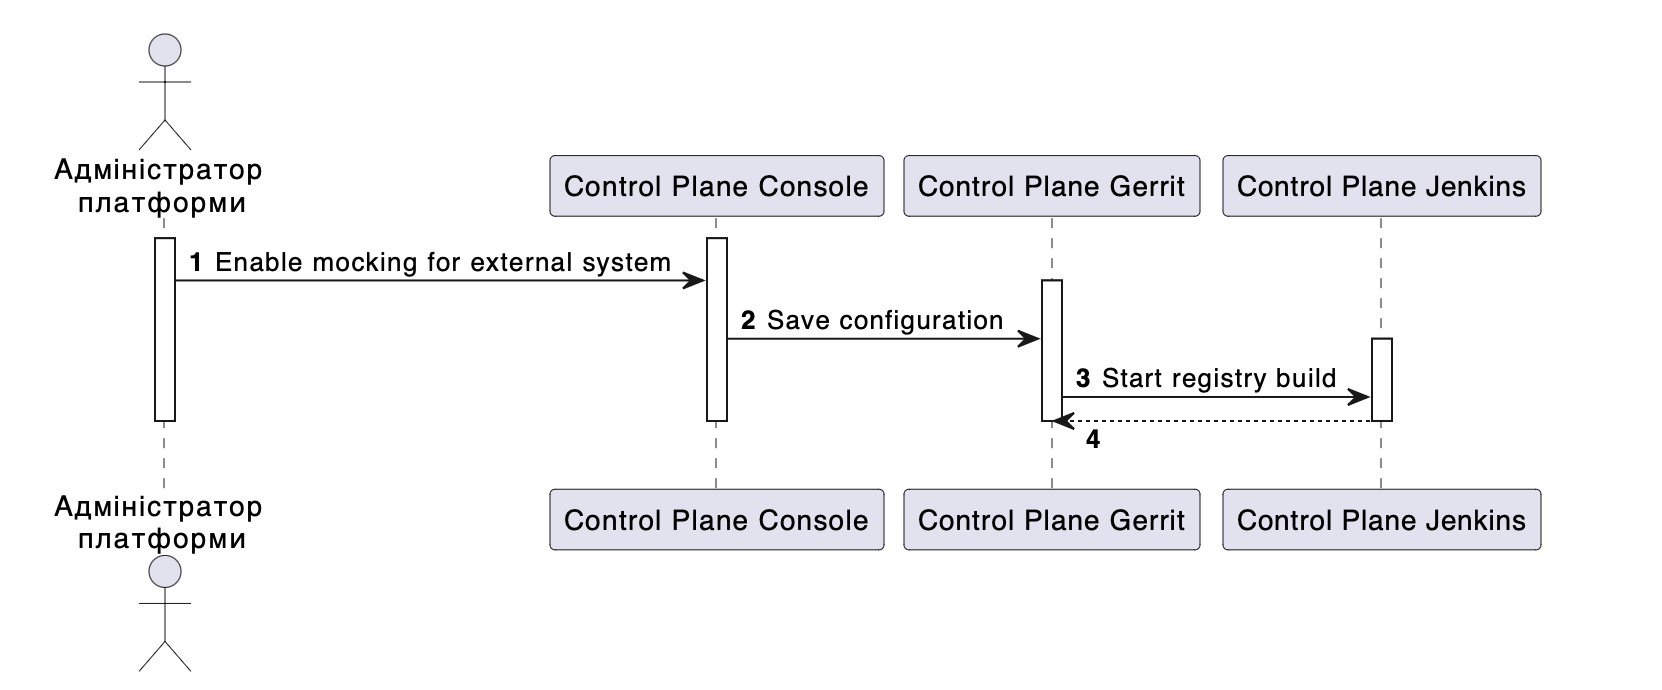 Адміністратор
платформи
Control Plane Console
Control Plane Gerrit
Control Plane Jenkins
1 Enable mocking for external system
2 Save configuration
3 Start registry build
4
Адміністратор
платформи
Control Plane Console
Control Plane Gerrit
Control Plane Jenkins